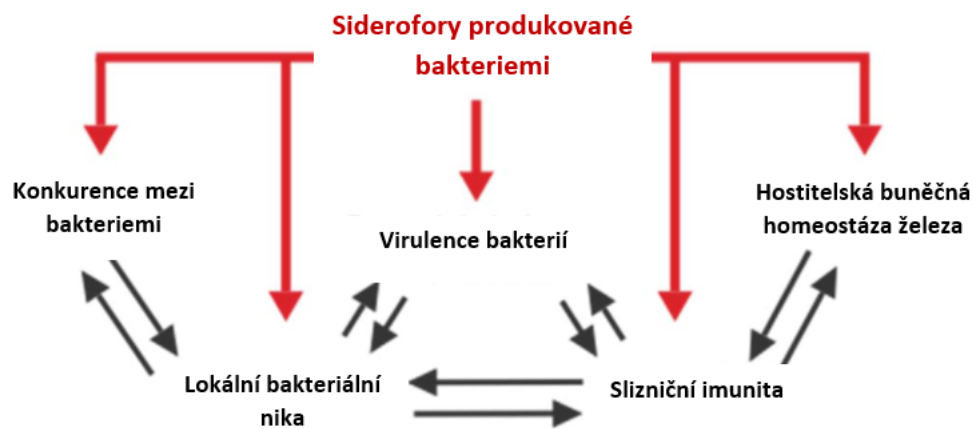 Siderofory produkované
bakteriemi
Konkurence mezi
bakteriemi
Virulence bakterií
Hostitelská buněčná
homeostáza železa
Lokální bakteriální
nika
Slizniční imunita